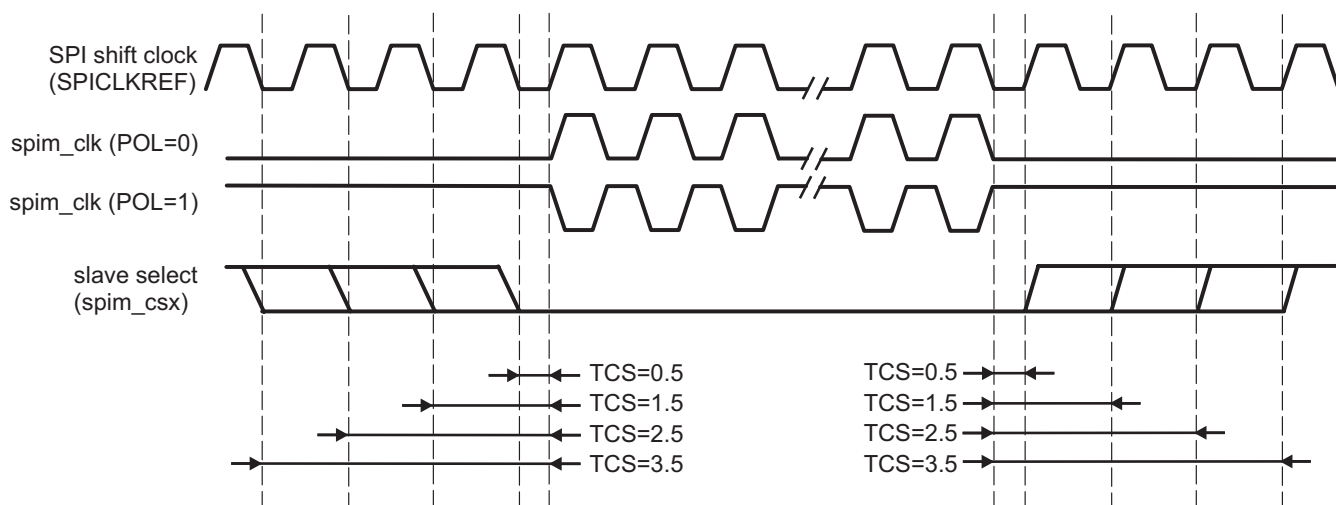 SPI shift clock
(SPICLKREF)
spim_clk (POL=0)
spim_clk (POL=1)
slave select
(spim_csx)
TCS=0.5
TCS=1.5
TCS=2.5
TCS=3.5
TCS=0.5
TCS=1.5
TCS=2.5
TCS=3.5